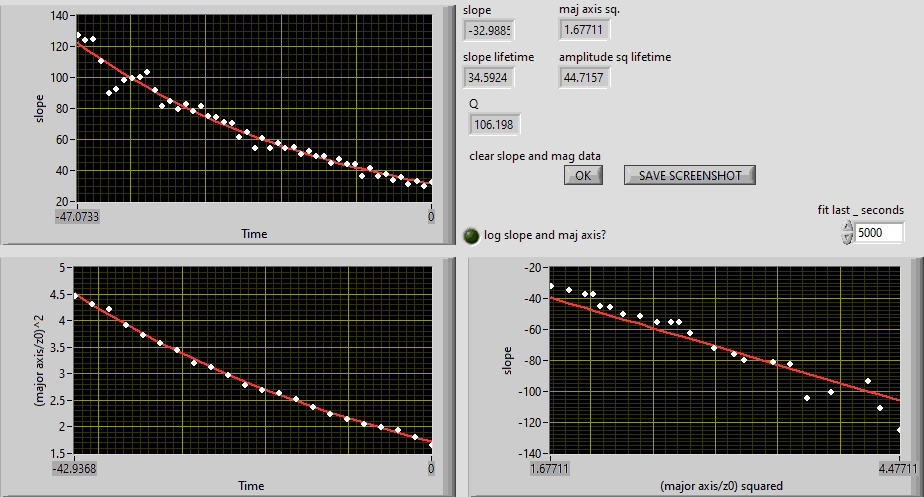 140
120
100
80
60
40
20
slope
-47.0733
0
Time
slope
-32.9885
maj axis sq.
1.67711
slope lifetime
34.5924
amplitude sq lifetime
44.7157
Q
106.198
clear slope and mag data
OK
SAVE SCREENSHOT
fit last _ seconds
5000
log slope and maj axis?
5
4.5
4
3.5
3
2.5
2
1.5
(major axis/z0)^2
-42.9368
0
Time
-20
-40
-60
-80
-100
-120
-140
slope
1.67711
4.47711
(major axis/z0) squared